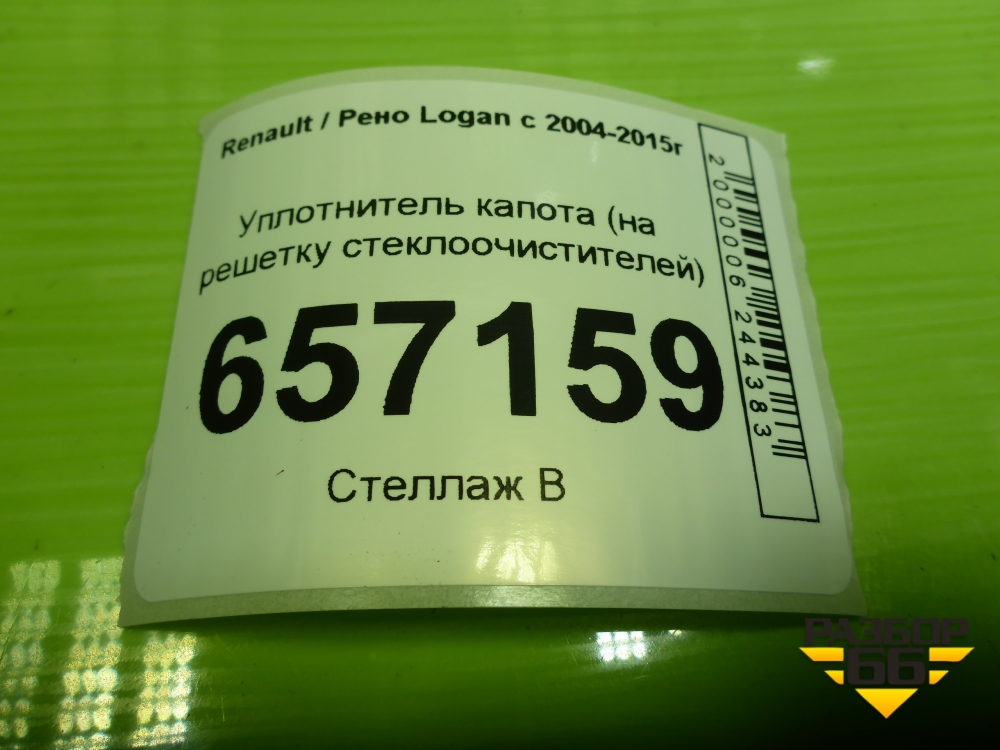 Renault / Рено Logan с 2004-2015г
Уплотнитель капота (на
решетку стеклоочистителей)
657159
Стеллаж В
2000006244383
РАЗБОР
66